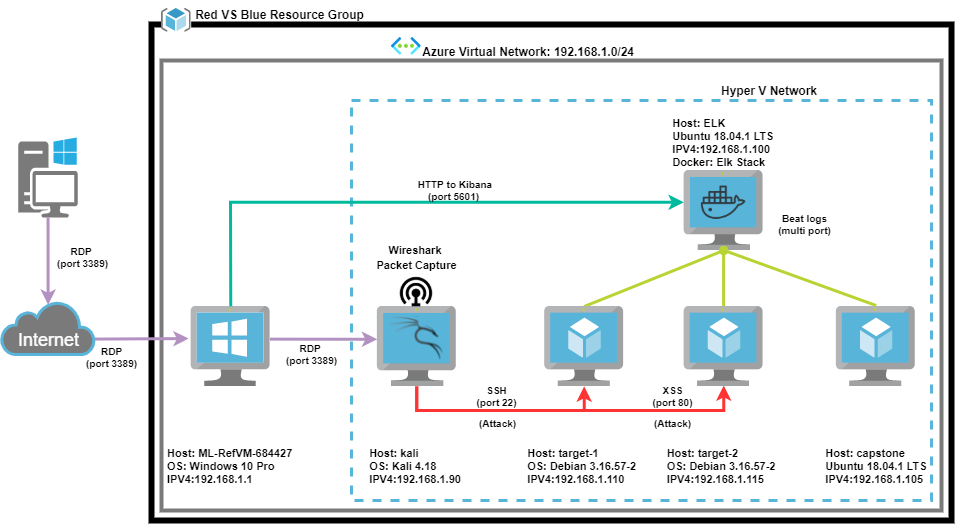 Red VS Blue Resource Group
Azure Virtual Network: 192.168.1.0/24
Hyper V Network
Host: ELK
Ubuntu 18.04.1 LTS
IPV4:192.168.1.100
Docker: Elk Stack
HTTP to Kibana
(port 5601)
Beat logs
(multi port)
RDP
(port 3389)
Wireshark
Packet Capture
Internet
RDP
(port 3389)
RDP
(port 3389)
SSH
(port 22)
(Attack)
XSS
(port 80)
(Attack)
Host: ML-RefVM-684427
OS: Windows 10 Pro
IPV4:192.168.1.1
Host: kali
OS: Kali 4.18
IPV4:192.168.1.90
Host: target-1
OS: Debian 3.16.57-2
IPV4:192.168.1.110
Host: target-2
OS: Debian 3.16.57-2
IPV4:192.168.1.115
Host: capstone
Ubuntu 18.04.1 LTS
IPV4:192.168.1.105